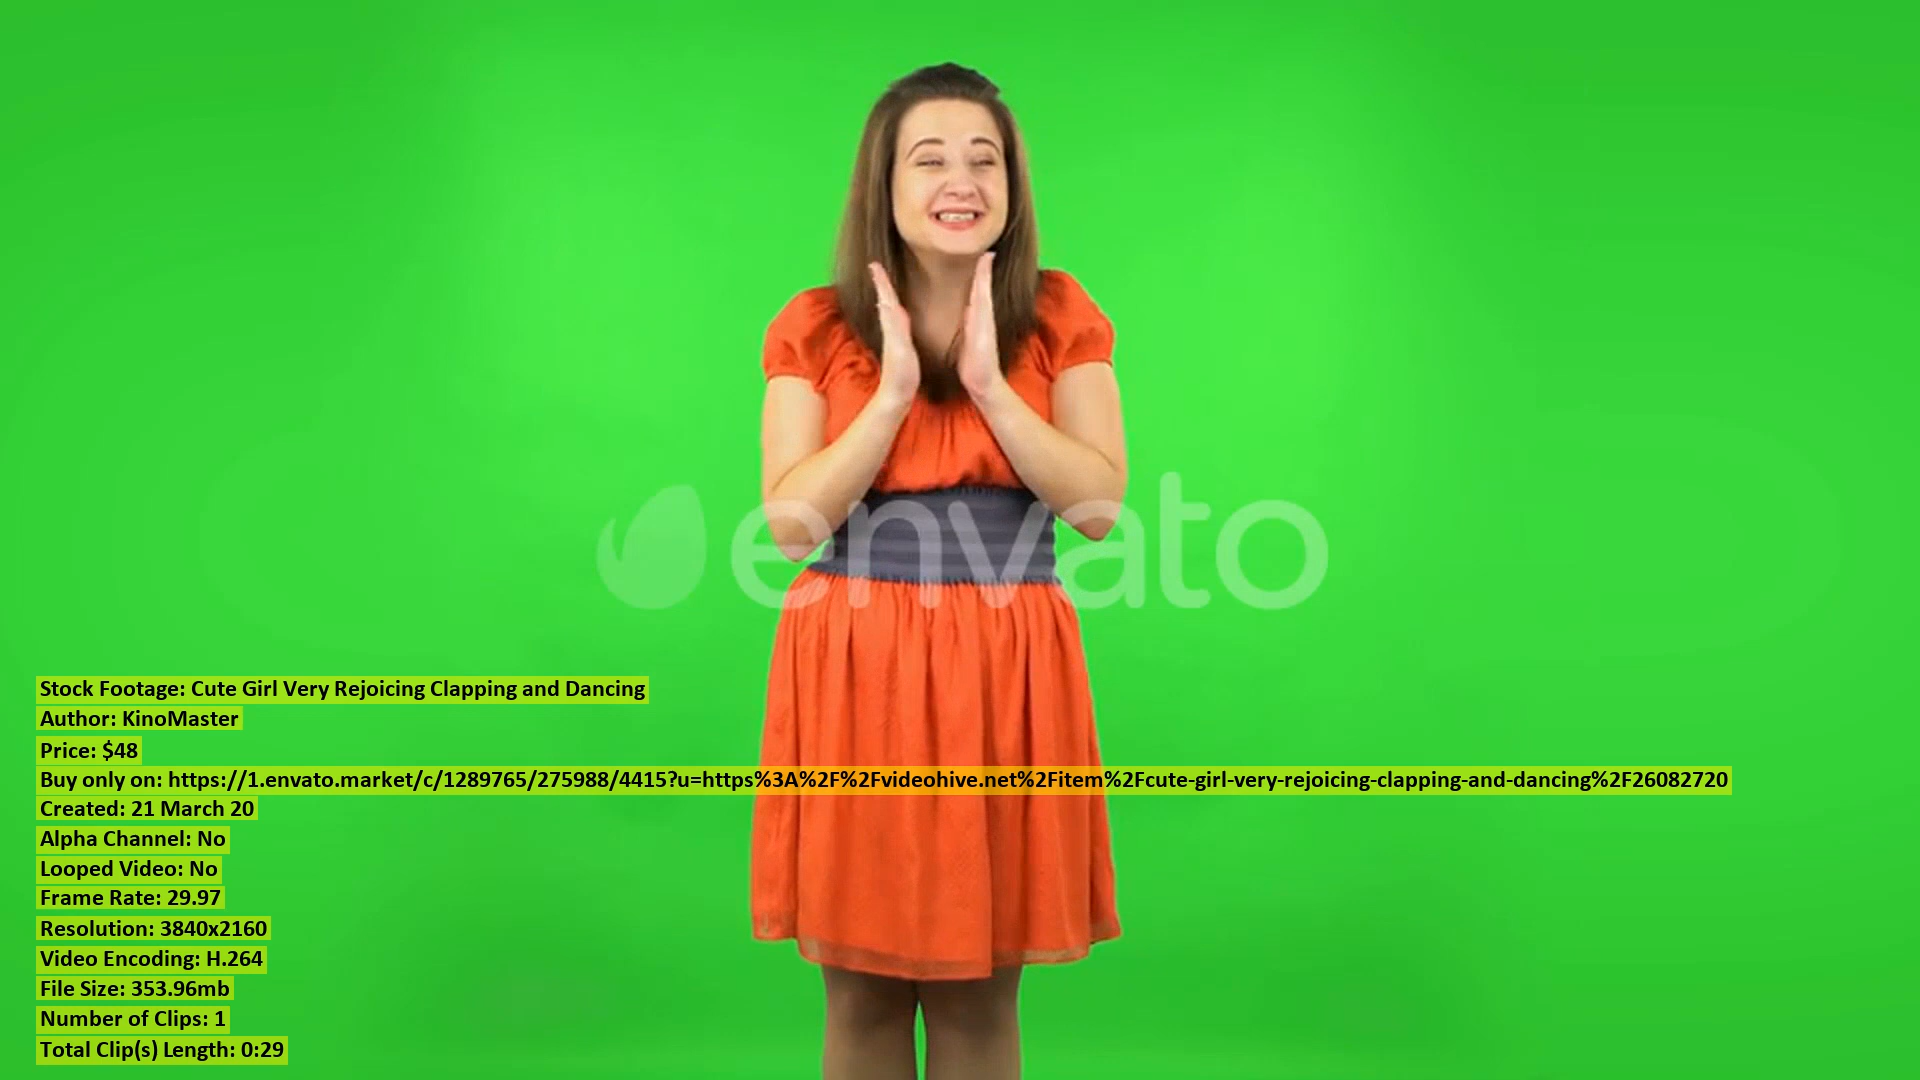 envato
Stock Footage: Cute Girl Very Rejoicing Clapping and Dancing
Author: KinoMaster
Price: $48
Buy only on: https://1.envato.market/c/1289765/275988/4415?u=https%3A%2F%2Fvideohive.net%2Fitem%2Fcute-girl-very-rejoicing-clapping-and-dancing%2F26082720
Created: 21 March 20
Alpha Channel: No
Looped Video: No
Frame Rate: 29.97
Resolution: 3840x2160
Video Encoding: H.264
File Size: 353.96mb
Number of Clips: 1
Total Clip(s) Length: 0:29